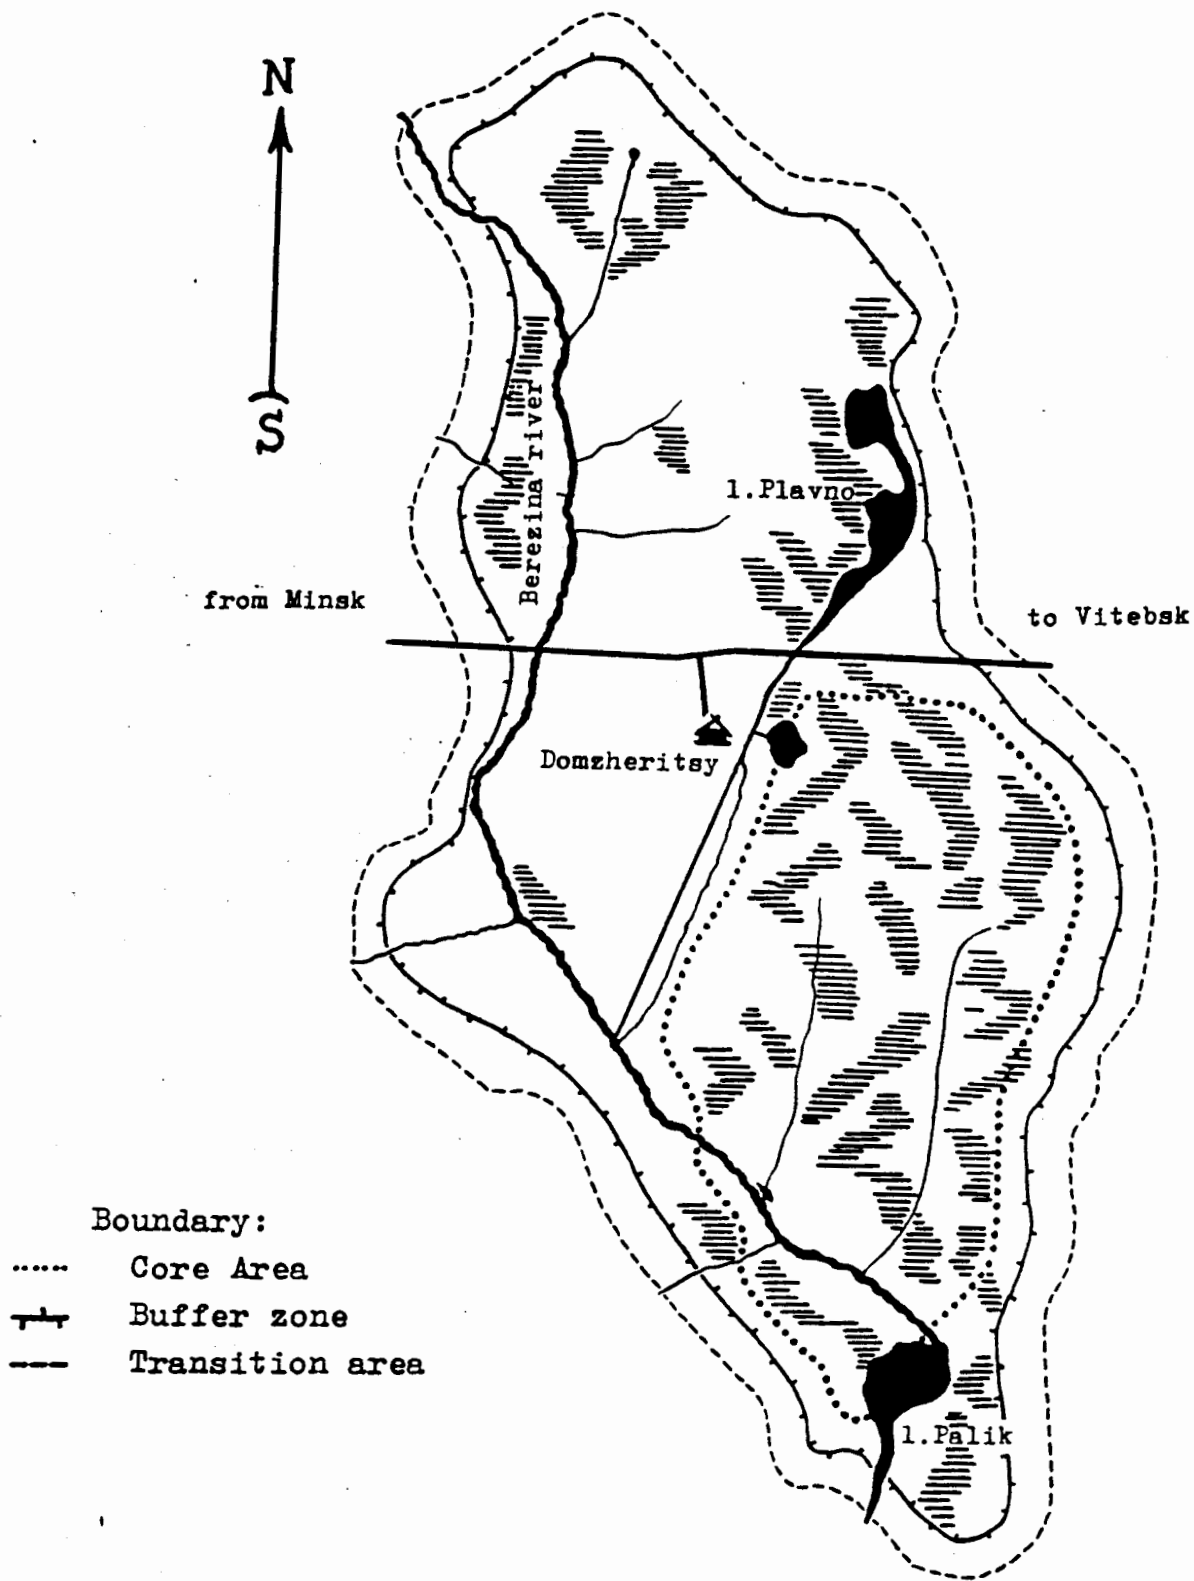 N
S
Berezina river
l.Plavno
from Minsk
to Vitebsk
Domzheritsy
Boundary:
Core Area
Buffer zone
Transition area
l.Palik